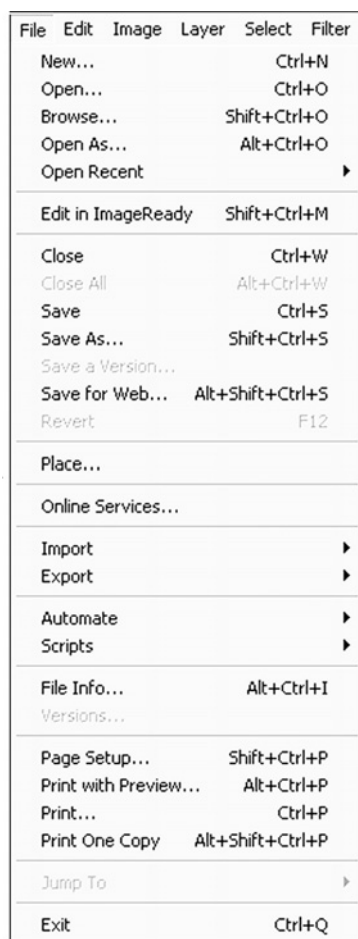 File Edit Image Layer Select Filter
New... Ctrl+N
Open... Ctrl+O
Browse... Shift+Ctrl+O
Open As... Alt+Ctrl+O
Open Recent
Edit in ImageReady Shift+Ctrl+M
Close Ctrl+W
Close All Alt+Ctrl+W
Save Ctrl+S
Save As... Shift+Ctrl+S
Save a Version...
Save for Web... Alt+Shift+Ctrl+S
Revert F12
Place...
Online Services...
Import
Export
Automate
Scripts
File Info... Alt+Ctrl+I
Versions...
Page Setup... Shift+Ctrl+P
Print with Preview... Alt+Ctrl+P
Print... Ctrl+P
Print One Copy Alt+Shift+Ctrl+P
Jump To
Exit Ctrl+Q